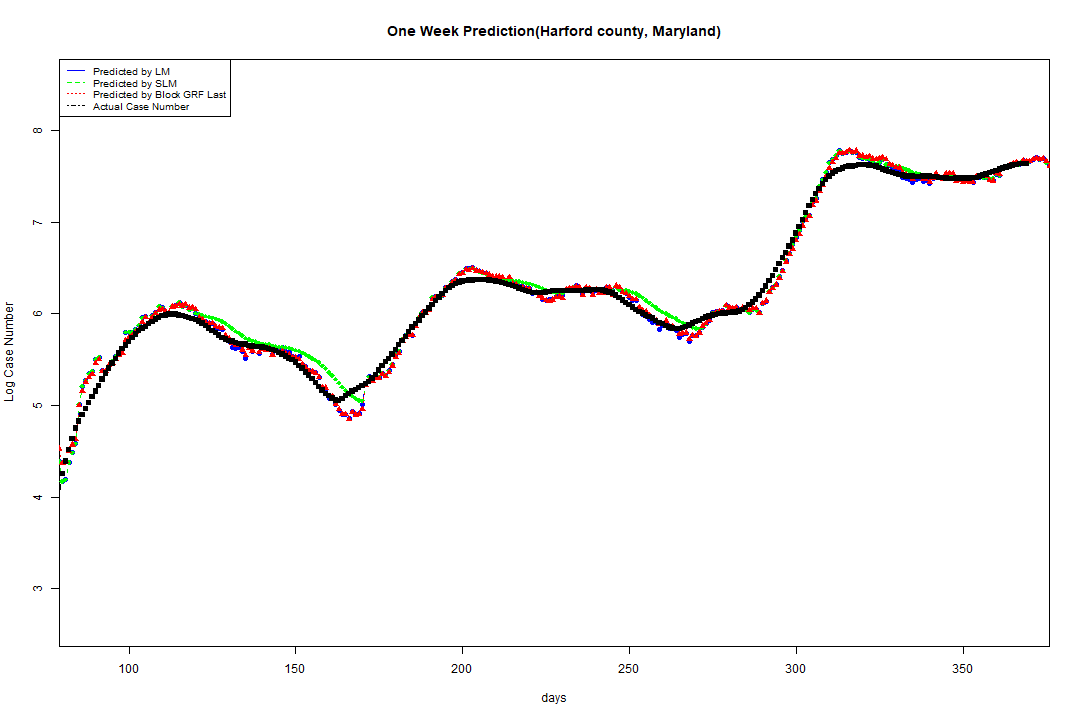 One Week Prediction(Harford county, Maryland)
Predicted by LM
Predicted by SLM
Predicted by Block GRF Last
Actual Case Number
8
7
6
5
4
3
Log Case Number
100 150 200 250 300 350
days